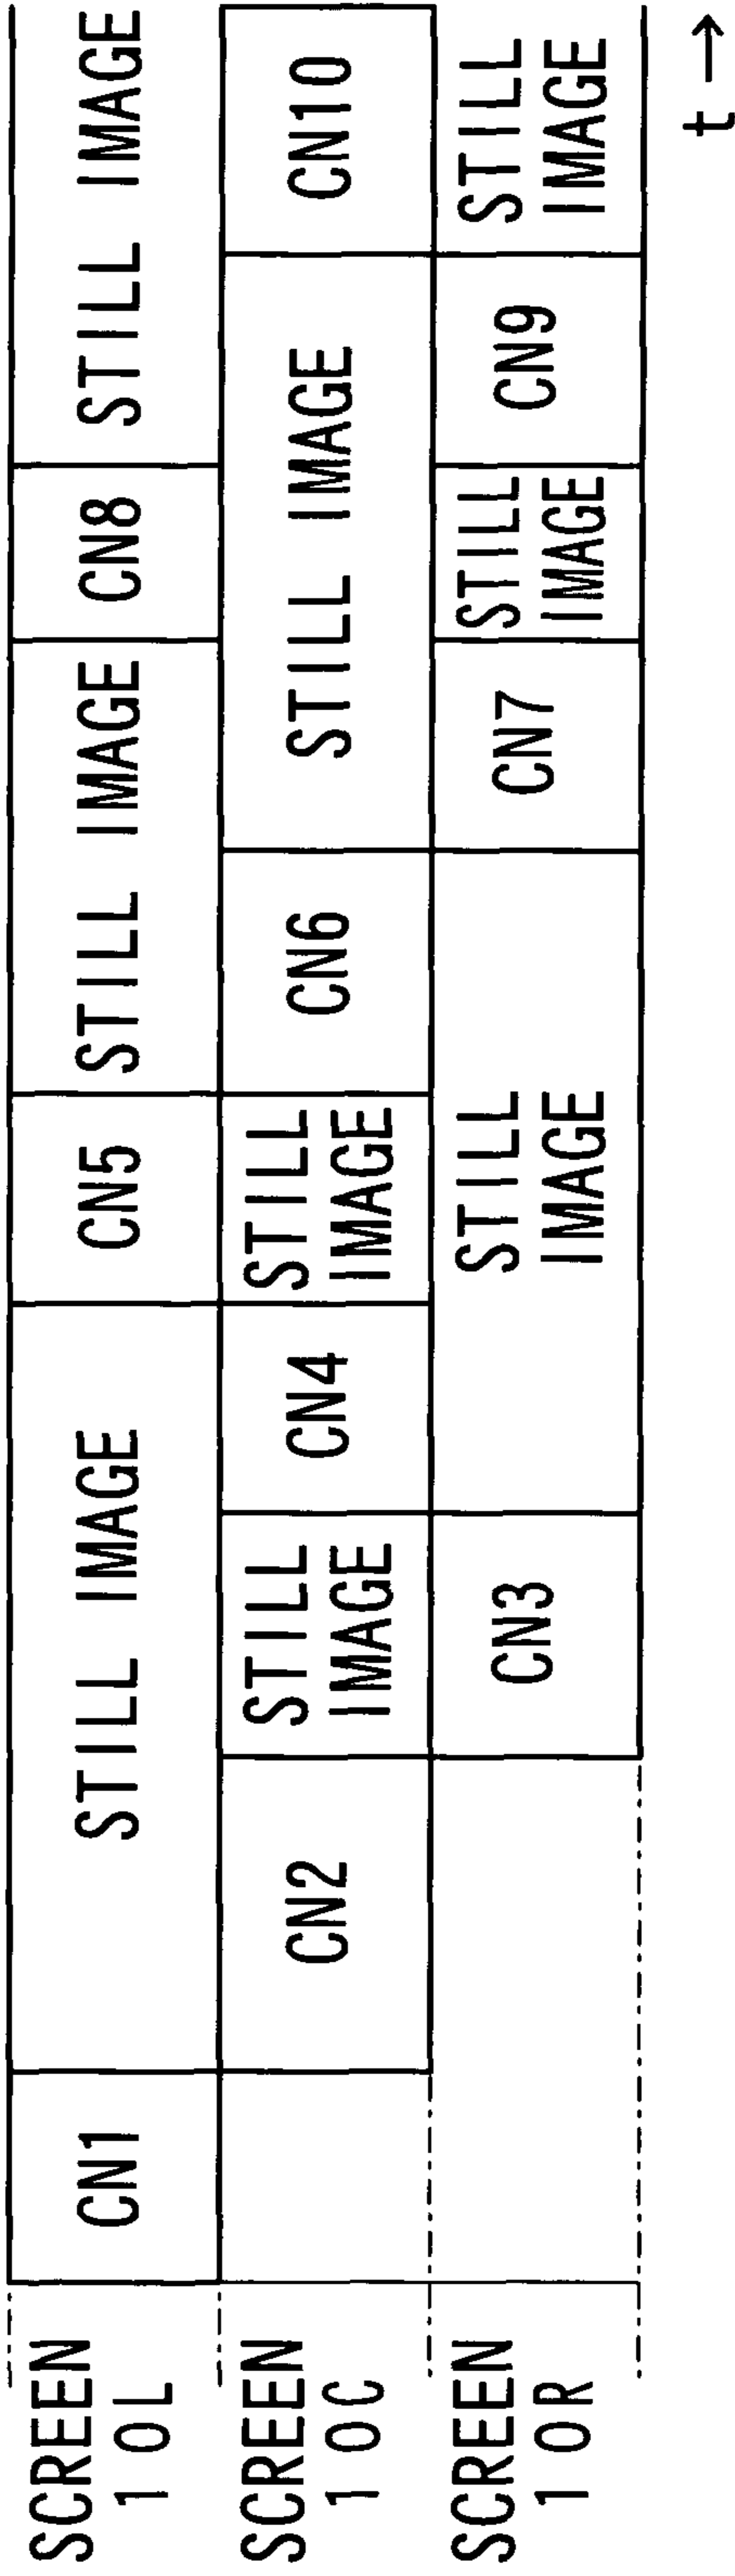 SCREEN
10L
CN1
STILL IMAGE
CN5
STILL IMAGE
CN8
STILL IMAGE
SCREEN
10C
CN2
STILL
IMAGE
CN4
STILL
IMAGE
CN6
STILL IMAGE
CN10
SCREEN
10R
CN3
STILL
IMAGE
CN7
STILL
IMAGE
CN9
STILL
IMAGE
t →